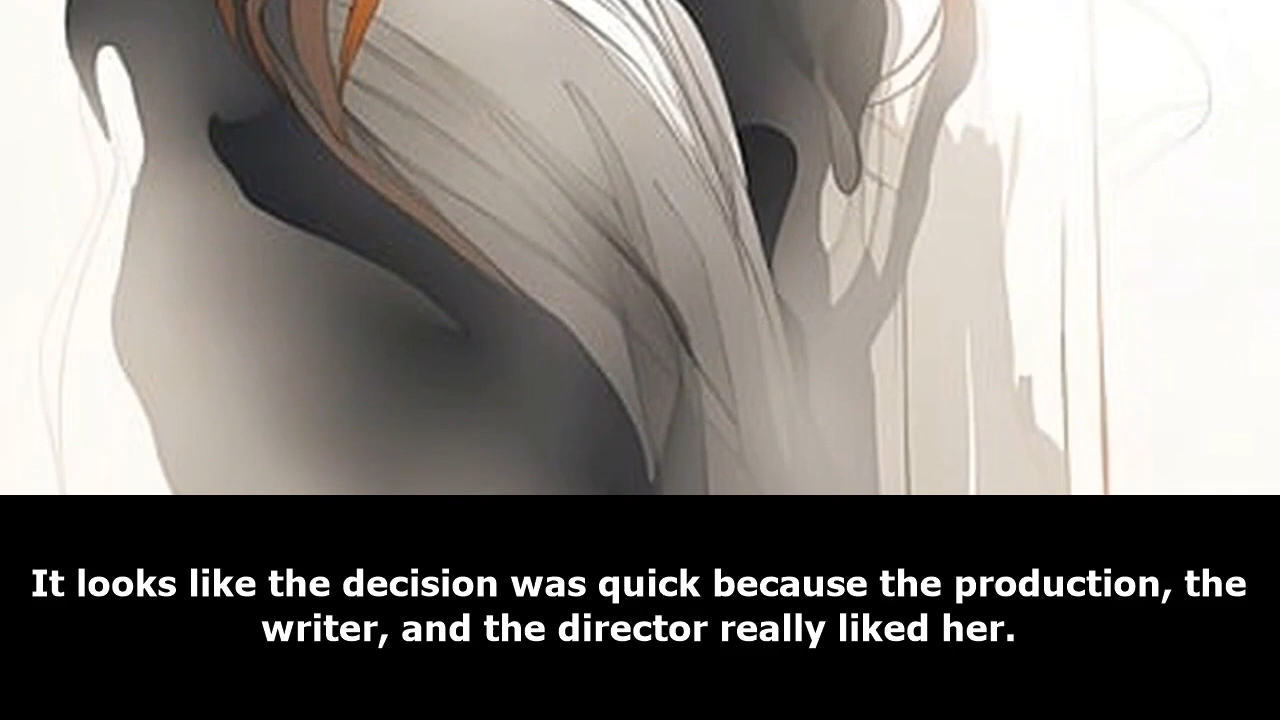 It looks like the decision was quick because the production, the
writer, and the director really liked her.